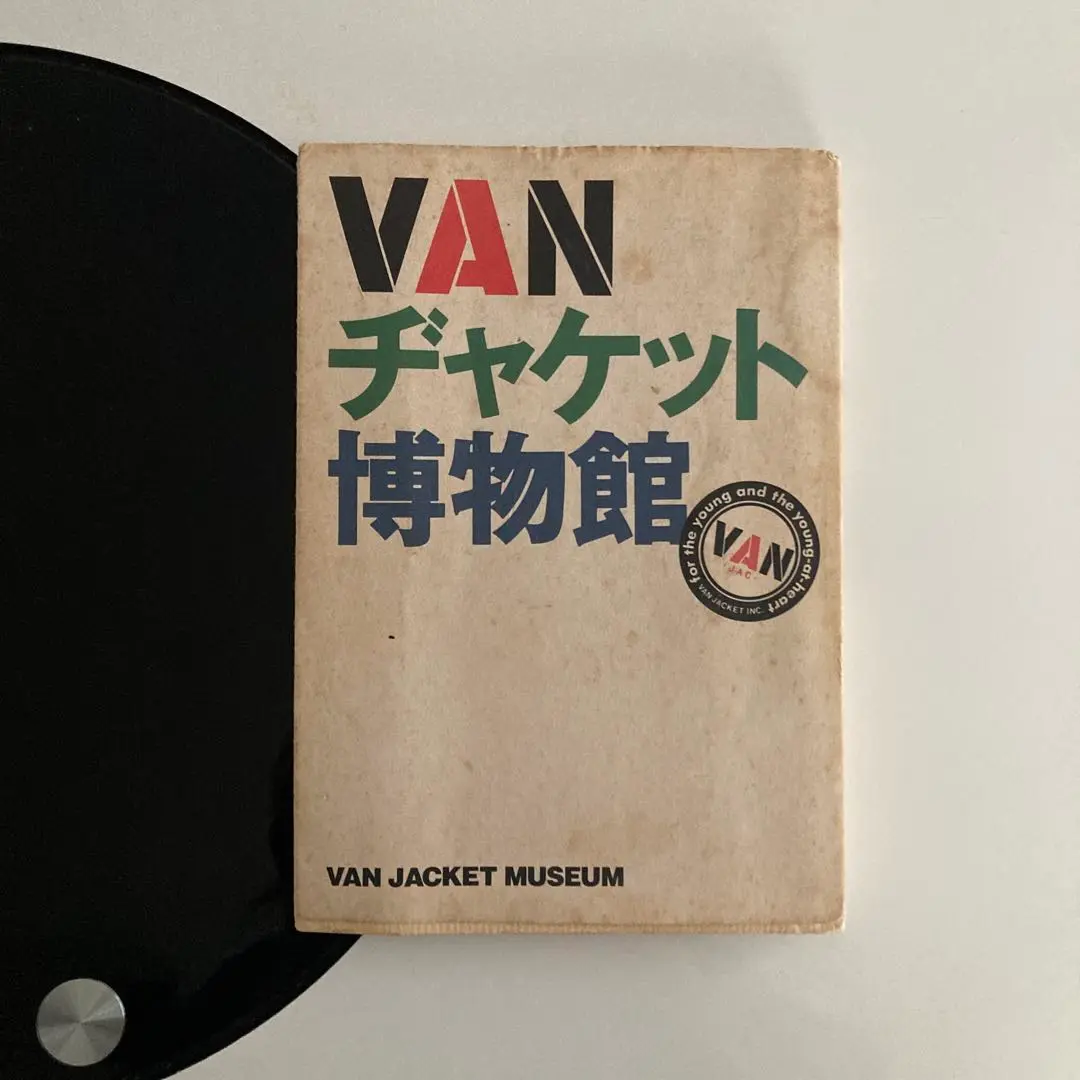 VAN
ヂャケット
博物館
for the young and the young-at-heart
VAN
JAC
VAN JACKET INC.
VAN JACKET MUSEUM